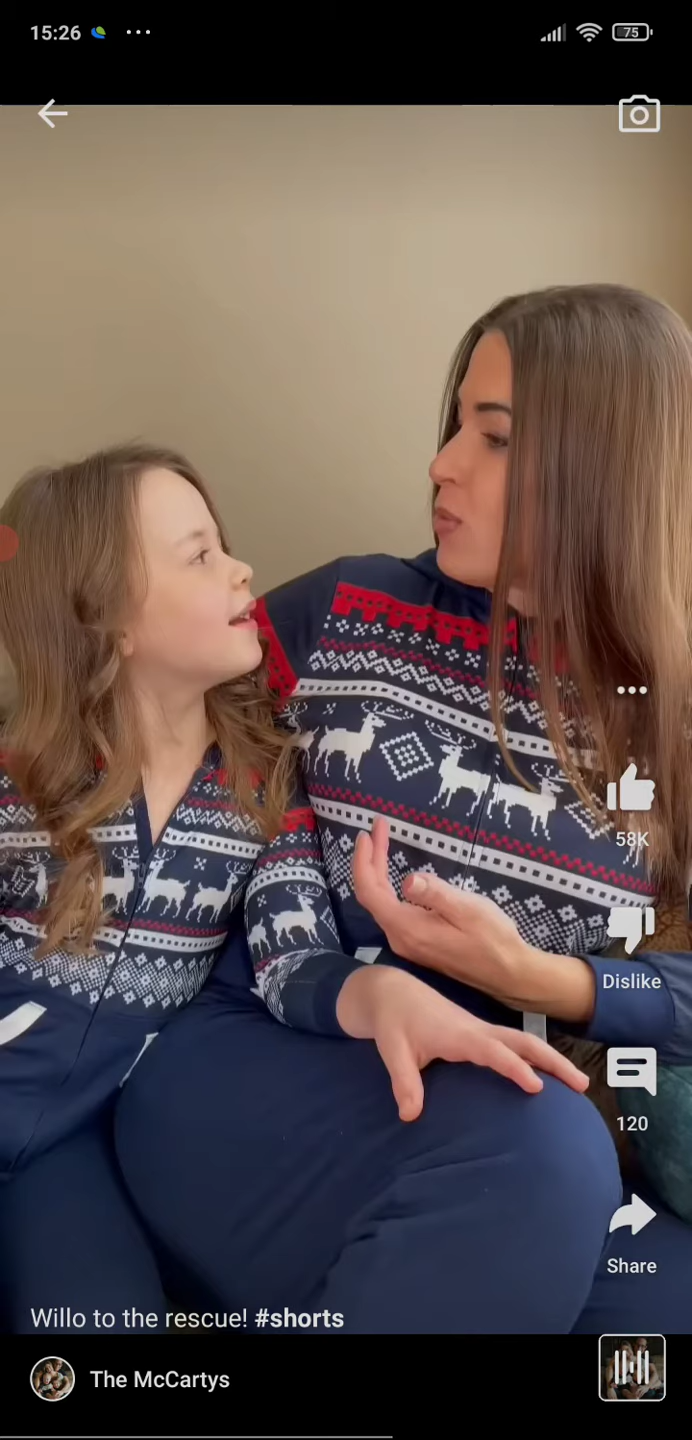 15:26
75
58K
Dislike
120
Share
Willo to the rescue! #shorts
The McCartys